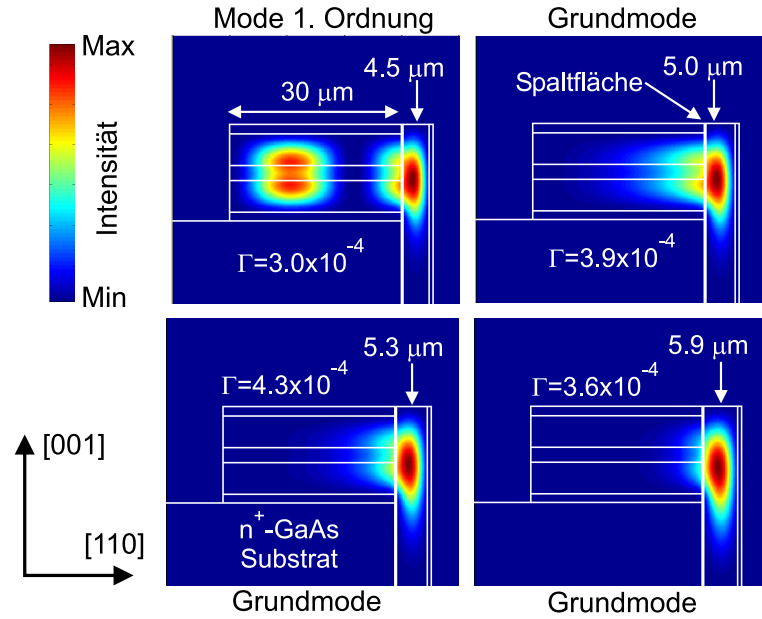 Mode 1. Ordnung
Grundmode
Max
Intensität
Min
4.5 μm
30 μm
Γ=3.0x10⁻⁴
Spaltfläche
5.0 μm
Γ=3.9x10⁻⁴
5.3 μm
Γ=4.3x10⁻⁴
n⁺-GaAs
Substrat
Grundmode
5.9 μm
Γ=3.6x10⁻⁴
Grundmode
[001]
[110]